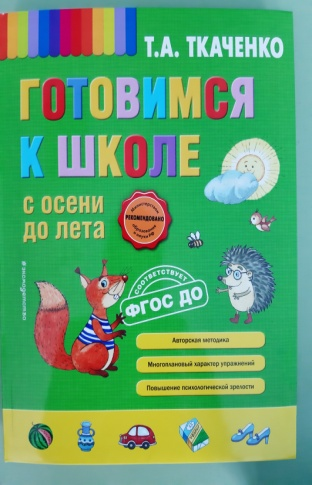 Т.А. ТКАЧЕНКО
ГОТОВИМСЯ
К ШКОЛЕ
С ОСЕНИ
ДО ЛЕТА
РЕКОМЕНДОВАНО
СООТВЕТСТВУЕТ
ФГОС ДО
Авторская методика
Многоплановый характер упражнений
Повышение психологической зрелости